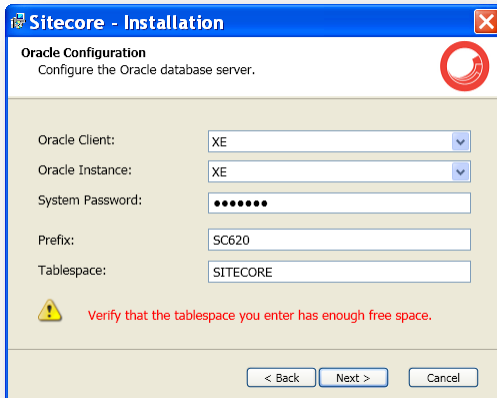 Sitecore - Installation
Oracle Configuration
Configure the Oracle database server.
Oracle Client: XE
Oracle Instance: XE
System Password: •••••••
Prefix: SC620
Tablespace: SITECORE
Verify that the tablespace you enter has enough free space.
< Back Next > Cancel